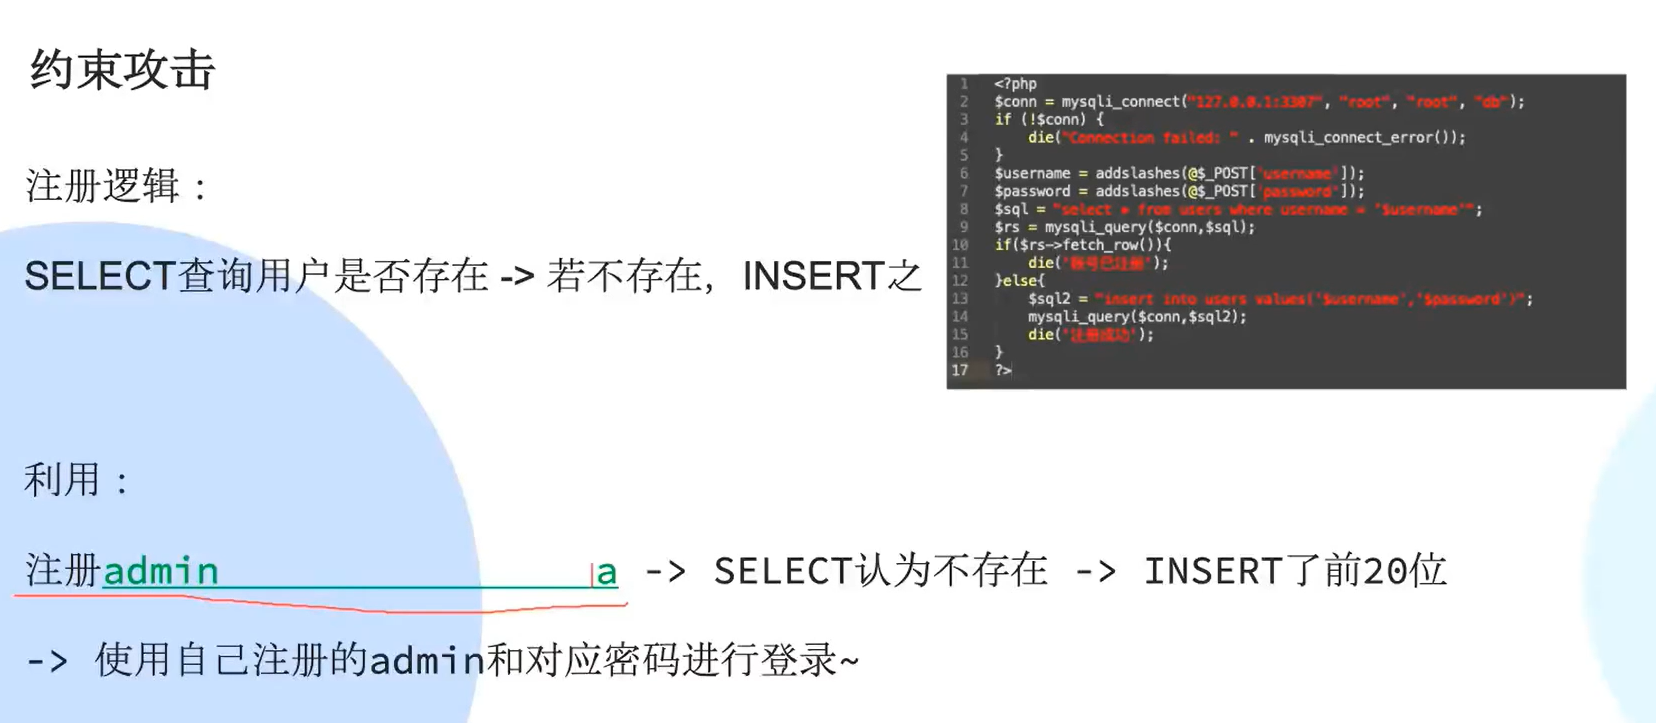 约束攻击
注册逻辑：
SELECT查询用户是否存在 -> 若不存在，INSERT之
1 <?php
2 $conn = mysqli_connect("127.0.0.1:3307", "root", "root", "db");
3 if (!$conn) {
4 die("Connection failed: " . mysqli_connect_error());
5 }
6 $username = addslashes(@$_POST['username']);
7 $password = addslashes(@$_POST['password']);
8 $sql = "select * from users where username = '$username'";
9 $rs = mysqli_query($conn,$sql);
10 if($rs->fetch_row()){
11 die('账号已注册');
12 }else{
13 $sql2 = "insert into users values('$username','$password')";
14 mysqli_query($conn,$sql2);
15 die('注册成功');
16 }
17 ?>
利用：
注册admin                    a -> SELECT认为不存在 -> INSERT了前20位
-> 使用自己注册的admin和对应密码进行登录~